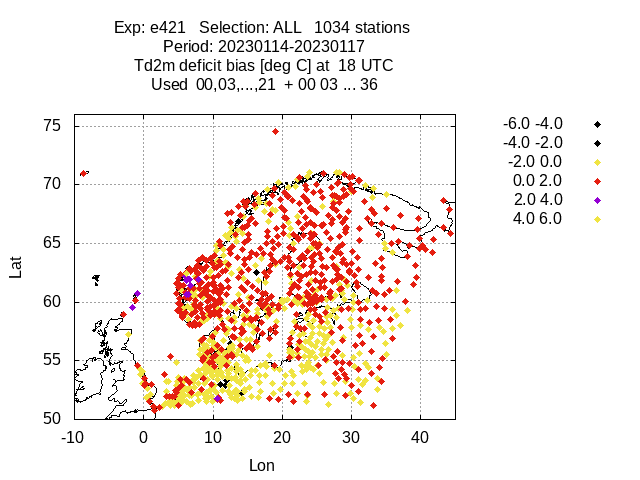 Exp: e421   Selection: ALL   1034 stations
Period: 20230114-20230117
Td2m deficit bias [deg C] at  18 UTC
Used  00,03,...,21  + 00 03 ... 36
-6.0 -4.0
-4.0 -2.0
-2.0 0.0
0.0 2.0
2.0 4.0
4.0 6.0
75
70
65
60
55
50
Lat
-10 0 10 20 30 40
Lon